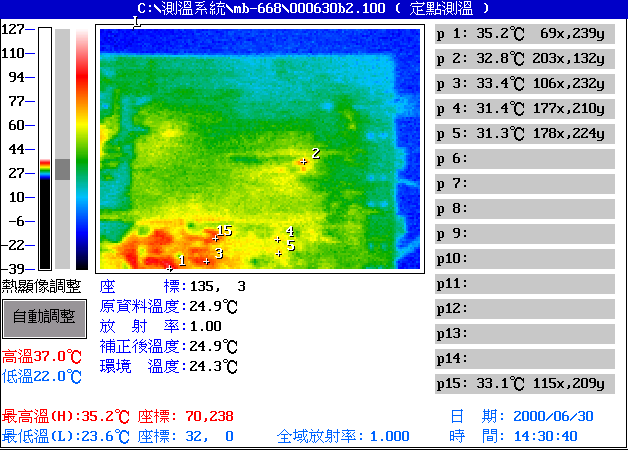 C:\測溫系統\mb-668\000630b2.100 ( 定點測溫 )
L
127
110
94
77
60
44
27
10
-6
-22
-39
2
15
4
5
1
3
p 1: 35.2℃ 69x,239y
p 2: 32.8℃ 203x,132y
p 3: 33.4℃ 106x,232y
p 4: 31.4℃ 177x,210y
p 5: 31.3℃ 178x,224y
p 6:
p 7:
p 8:
p 9:
p10:
p11:
p12:
p13:
p14:
p15: 33.1℃ 115x,209y
熱顯像調整
自動調整
高溫37.0℃
低溫22.0℃
座 標:135, 3
原資料溫度:24.9℃
放 射 率:1.00
補正後溫度:24.9℃
環境 溫度:24.3℃
最高溫(H):35.2℃ 座標: 70,238
最低溫(L):23.6℃ 座標: 32, 0
全域放射率: 1.000
日 期: 2000/06/30
時 間: 14:30:40